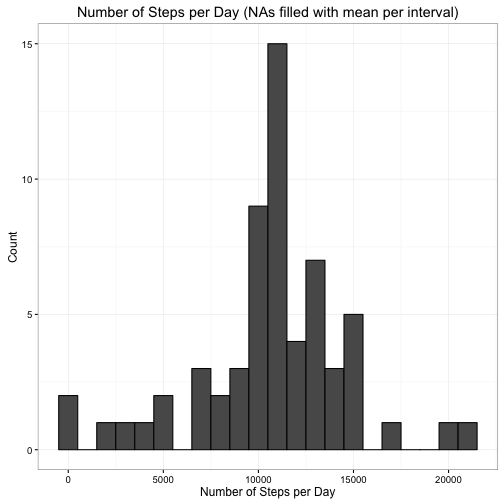 Number of Steps per Day (NAs filled with mean per interval)
15
10
5
0
Count
0 5000 10000 15000 20000
Number of Steps per Day